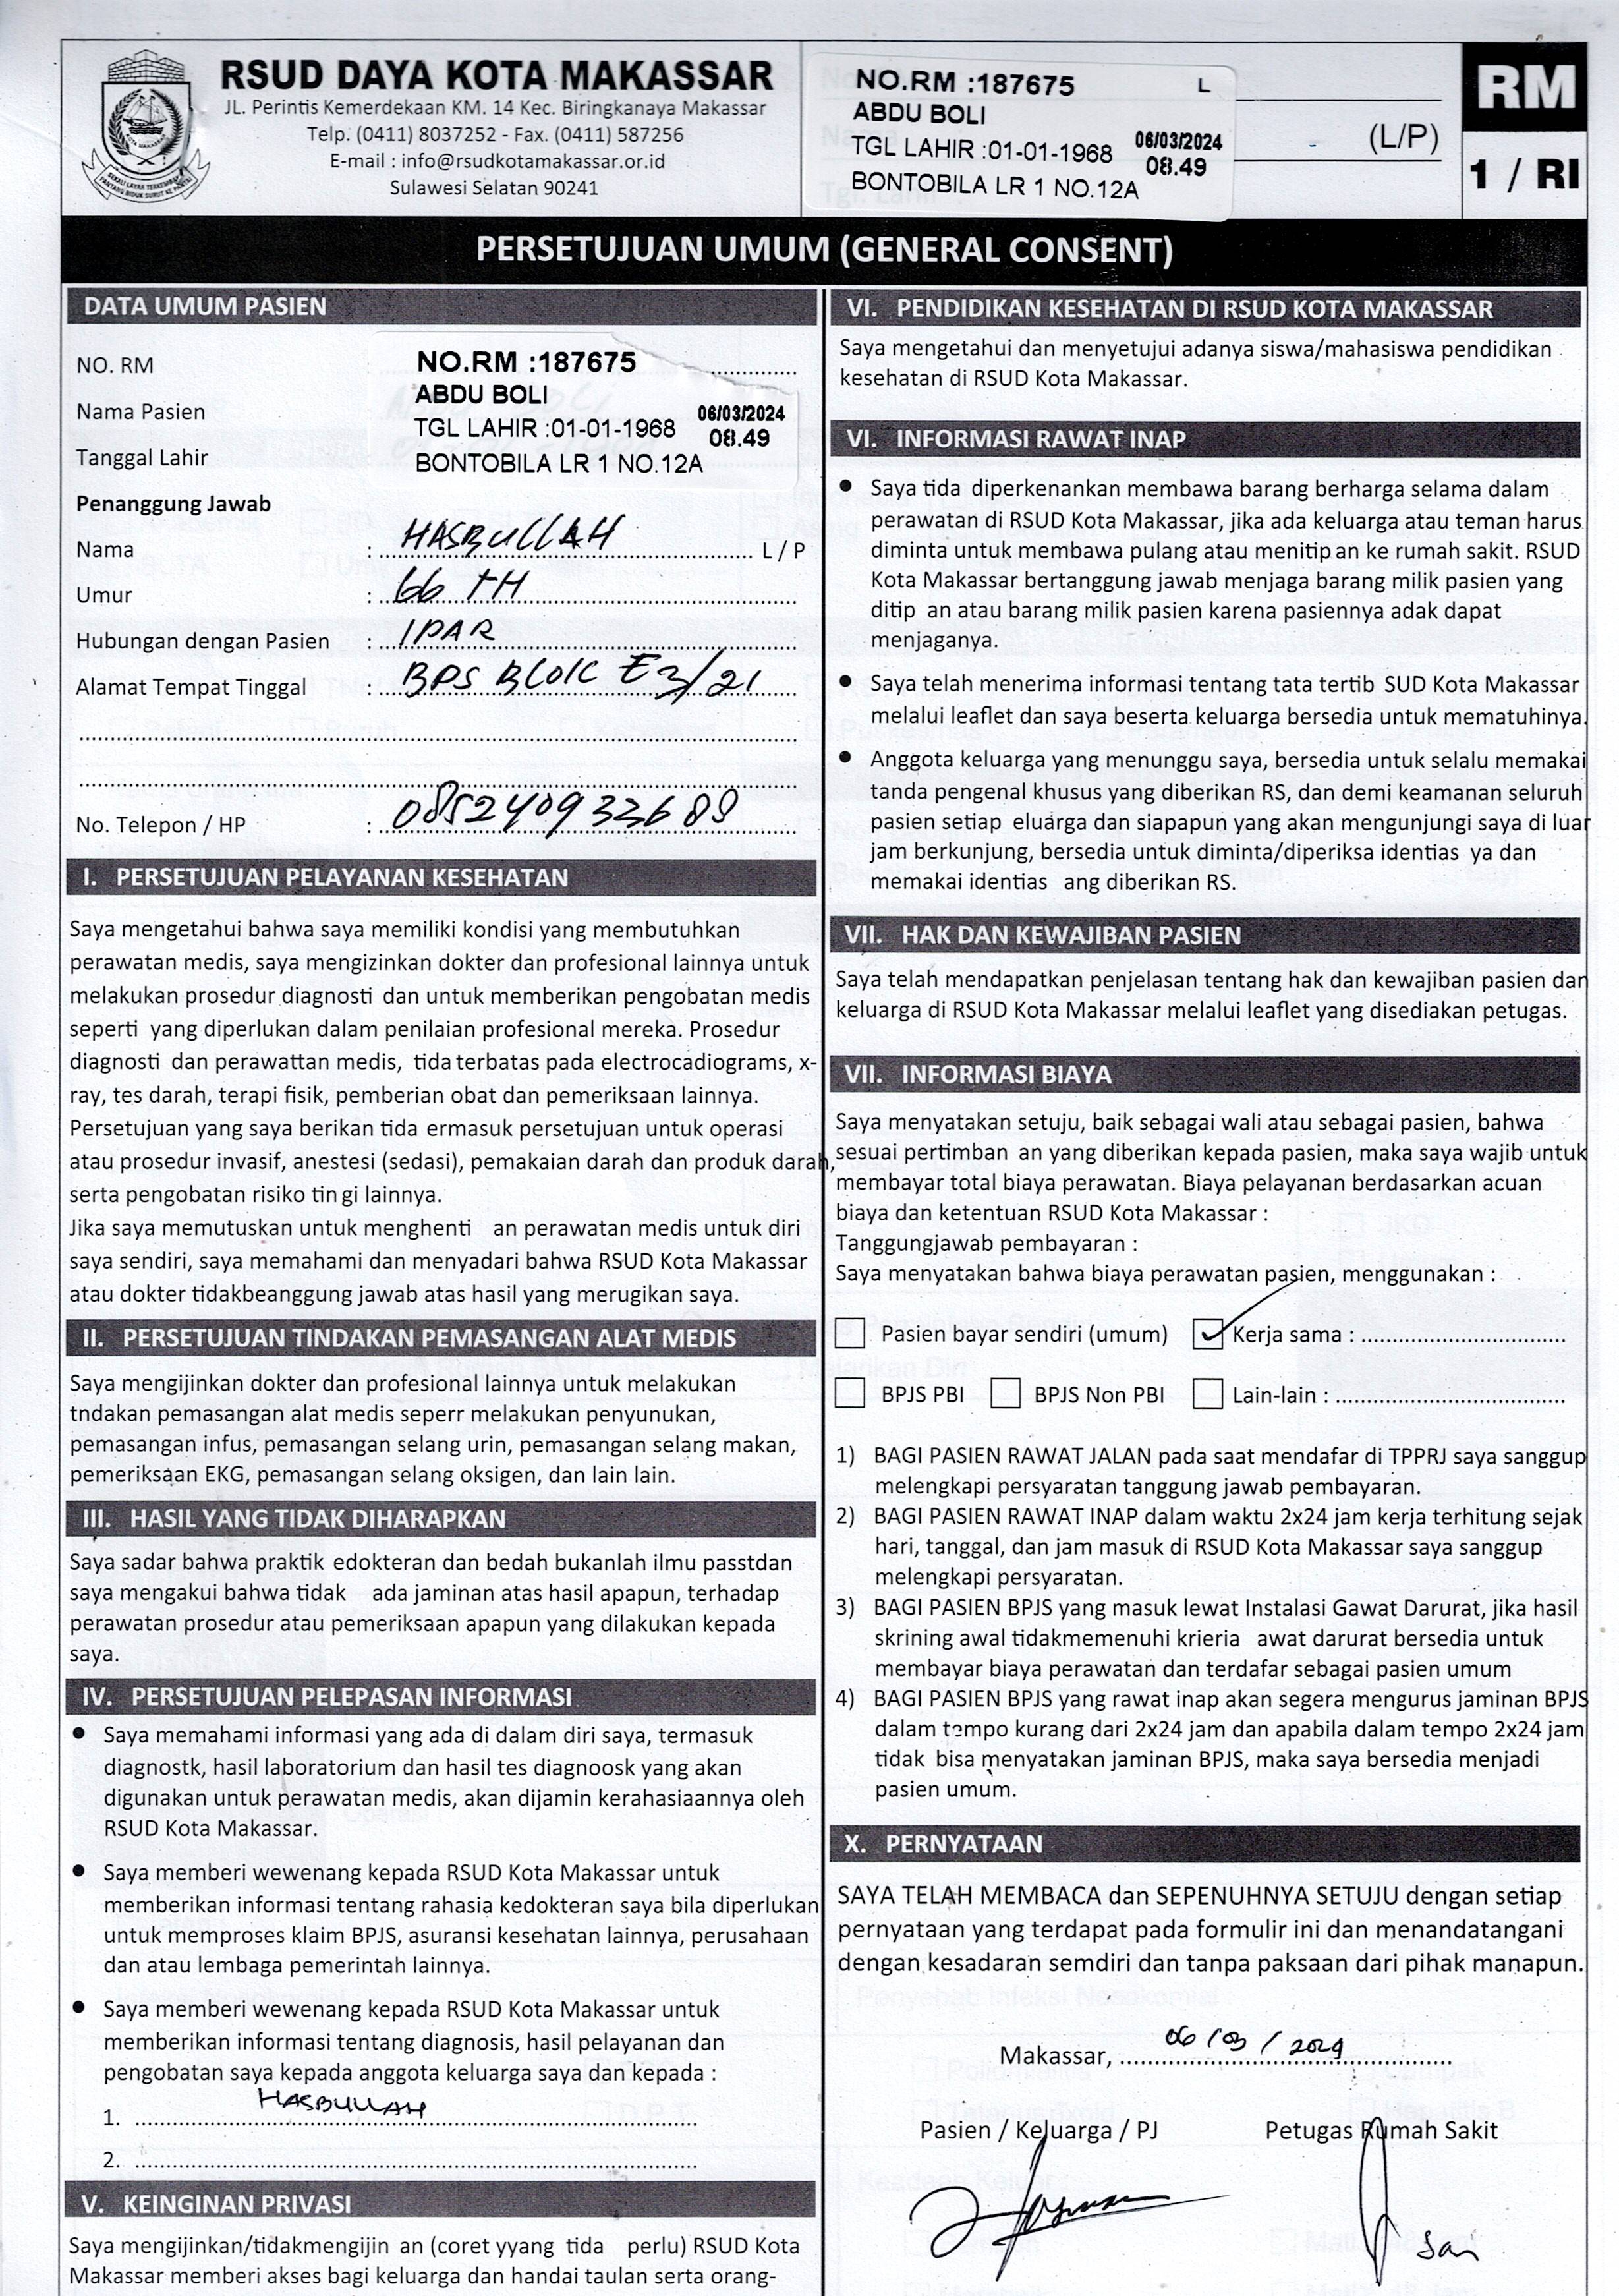 RSUD DAYA KOTA MAKASSAR
JL. Perintis Kemerdekaan KM. 14 Kec. Biringkanaya Makassar
Telp. (0411) 8037252 - Fax. (0411) 587256
E-mail : info@rsudkotamakassar.or.id
Sulawesi Selatan 90241
NO.RM :187675 L
ABDU BOLI
TGL LAHIR :01-01-1968 06/03/2024
08.49
BONTOBILA LR 1 NO.12A
(L/P)
RM
1 / RI
PERSETUJUAN UMUM (GENERAL CONSENT)
DATA UMUM PASIEN
NO. RM
Nama Pasien
Tanggal Lahir
NO.RM :187675
ABDU BOLI
TGL LAHIR :01-01-1968 06/03/2024
08.49
BONTOBILA LR 1 NO.12A
Penanggung Jawab
Nama : HASBULLAH L / P
Umur : 66 TH
Hubungan dengan Pasien : IPAR
Alamat Tempat Tinggal : BPS BLOK E3/21
No. Telepon / HP : 085240933688
I. PERSETUJUAN PELAYANAN KESEHATAN
Saya mengetahui bahwa saya memiliki kondisi yang membutuhkan
perawatan medis, saya mengizinkan dokter dan profesional lainnya untuk
melakukan prosedur diagnosti dan untuk memberikan pengobatan medis
seperti yang diperlukan dalam penilaian profesional mereka. Prosedur
diagnosti dan perawattan medis, tida terbatas pada electrocadiograms, x-
ray, tes darah, terapi fisik, pemberian obat dan pemeriksaan lainnya.
Persetujuan yang saya berikan tida ermasuk persetujuan untuk operasi
atau prosedur invasif, anestesi (sedasi), pemakaian darah dan produk darah,
serta pengobatan risiko tin gi lainnya.
Jika saya memutuskan untuk menghenti an perawatan medis untuk diri
saya sendiri, saya memahami dan menyadari bahwa RSUD Kota Makassar
atau dokter tidakbeanggung jawab atas hasil yang merugikan saya.
II. PERSETUJUAN TINDAKAN PEMASANGAN ALAT MEDIS
Saya mengijinkan dokter dan profesional lainnya untuk melakukan
tndakan pemasangan alat medis seperr melakukan penyunukan,
pemasangan infus, pemasangan selang urin, pemasangan selang makan,
pemeriksaan EKG, pemasangan selang oksigen, dan lain lain.
III. HASIL YANG TIDAK DIHARAPKAN
Saya sadar bahwa praktik edokteran dan bedah bukanlah ilmu passtdan
saya mengakui bahwa tidak ada jaminan atas hasil apapun, terhadap
perawatan prosedur atau pemeriksaan apapun yang dilakukan kepada
saya.
IV. PERSETUJUAN PELEPASAN INFORMASI
● Saya memahami informasi yang ada di dalam diri saya, termasuk
diagnostk, hasil laboratorium dan hasil tes diagnoosk yang akan
digunakan untuk perawatan medis, akan dijamin kerahasiaannya oleh
RSUD Kota Makassar.
● Saya memberi wewenang kepada RSUD Kota Makassar untuk
memberikan informasi tentang rahasia kedokteran saya bila diperlukan
untuk memproses klaim BPJS, asuransi kesehatan lainnya, perusahaan
dan atau lembaga pemerintah lainnya.
● Saya memberi wewenang kepada RSUD Kota Makassar untuk
memberikan informasi tentang diagnosis, hasil pelayanan dan
pengobatan saya kepada anggota keluarga saya dan kepada :
1. HASBULLAH
2.
V. KEINGINAN PRIVASI
Saya mengijinkan/tidakmengijin an (coret yyang tida perlu) RSUD Kota
Makassar memberi akses bagi keluarga dan handai taulan serta orang-
VI. PENDIDIKAN KESEHATAN DI RSUD KOTA MAKASSAR
Saya mengetahui dan menyetujui adanya siswa/mahasiswa pendidikan
kesehatan di RSUD Kota Makassar.
VI. INFORMASI RAWAT INAP
● Saya tida diperkenankan membawa barang berharga selama dalam
perawatan di RSUD Kota Makassar, jika ada keluarga atau teman harus
diminta untuk membawa pulang atau menitip an ke rumah sakit. RSUD
Kota Makassar bertanggung jawab menjaga barang milik pasien yang
ditip an atau barang milik pasien karena pasiennya adak dapat
menjaganya.
● Saya telah menerima informasi tentang tata tertib SUD Kota Makassar
melalui leaflet dan saya beserta keluarga bersedia untuk mematuhinya.
● Anggota keluarga yang menunggu saya, bersedia untuk selalu memakai
tanda pengenal khusus yang diberikan RS, dan demi keamanan seluruh
pasien setiap eluarga dan siapapun yang akan mengunjungi saya di luar
jam berkunjung, bersedia untuk diminta/diperiksa identias ya dan
memakai identias ang diberikan RS.
VII. HAK DAN KEWAJIBAN PASIEN
Saya telah mendapatkan penjelasan tentang hak dan kewajiban pasien dan
keluarga di RSUD Kota Makassar melalui leaflet yang disediakan petugas.
VII. INFORMASI BIAYA
Saya menyatakan setuju, baik sebagai wali atau sebagai pasien, bahwa
sesuai pertimban an yang diberikan kepada pasien, maka saya wajib untuk
membayar total biaya perawatan. Biaya pelayanan berdasarkan acuan
biaya dan ketentuan RSUD Kota Makassar :
Tanggungjawab pembayaran :
Saya menyatakan bahwa biaya perawatan pasien, menggunakan :
☐ Pasien bayar sendiri (umum) ☑ Kerja sama :
☐ BPJS PBI ☐ BPJS Non PBI ☐ Lain-lain :
1) BAGI PASIEN RAWAT JALAN pada saat mendafar di TPPRJ saya sanggup
melengkapi persyaratan tanggung jawab pembayaran.
2) BAGI PASIEN RAWAT INAP dalam waktu 2x24 jam kerja terhitung sejak
hari, tanggal, dan jam masuk di RSUD Kota Makassar saya sanggup
melengkapi persyaratan.
3) BAGI PASIEN BPJS yang masuk lewat Instalasi Gawat Darurat, jika hasil
skrining awal tidakmemenuhi krieria awat darurat bersedia untuk
membayar biaya perawatan dan terdafar sebagai pasien umum
4) BAGI PASIEN BPJS yang rawat inap akan segera mengurus jaminan BPJS
dalam tempo kurang dari 2x24 jam dan apabila dalam tempo 2x24 jam
tidak bisa menyatakan jaminan BPJS, maka saya bersedia menjadi
pasien umum.
X. PERNYATAAN
SAYA TELAH MEMBACA dan SEPENUHNYA SETUJU dengan setiap
pernyataan yang terdapat pada formulir ini dan menandatangani
dengan kesadaran semdiri dan tanpa paksaan dari pihak manapun.
Makassar, 06/03/2024
Pasien / Keluarga / PJ Petugas Rumah Sakit